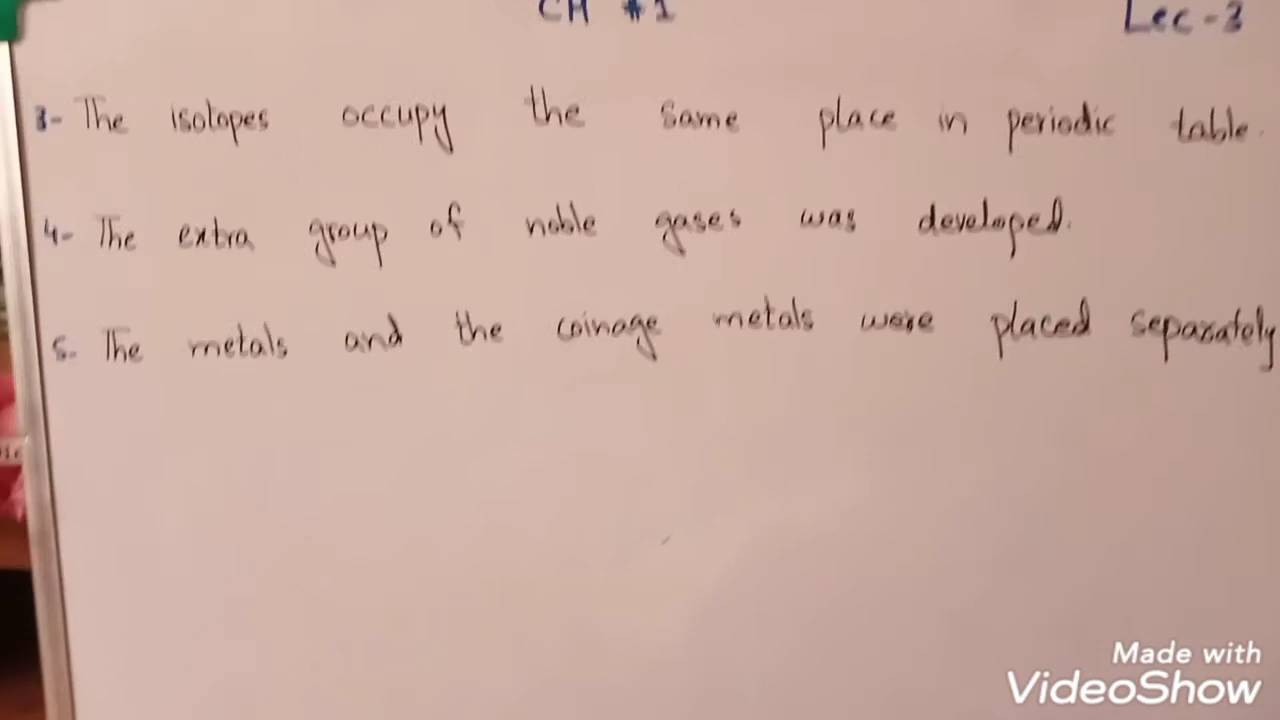 CH #1
Lec-3
3- The isotopes occupy the same place in periodic table.
4- The extra group of noble gases was developed.
5- The metals and the coinage metals were placed separately
Made with
VideoShow